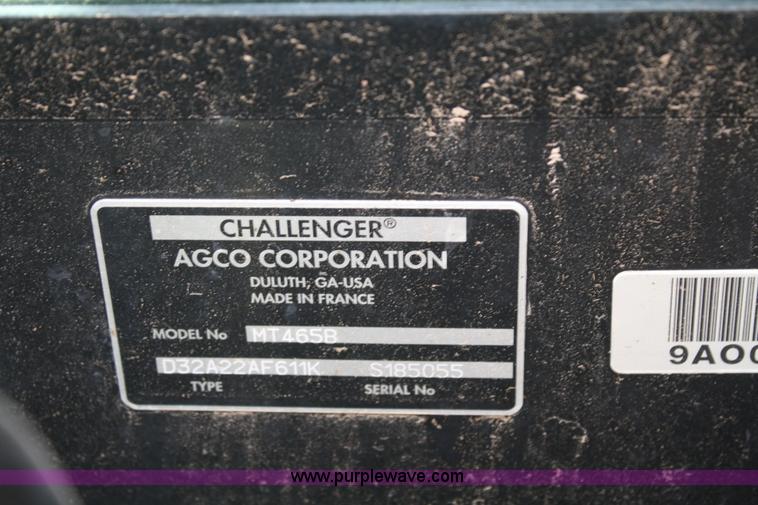 CHALLENGER®
AGCO CORPORATION
DULUTH, GA-USA
MADE IN FRANCE
MODEL No MT465B
D32A22AF611K S185055
TYPE SERIAL No
9A00
www.purplewave.com